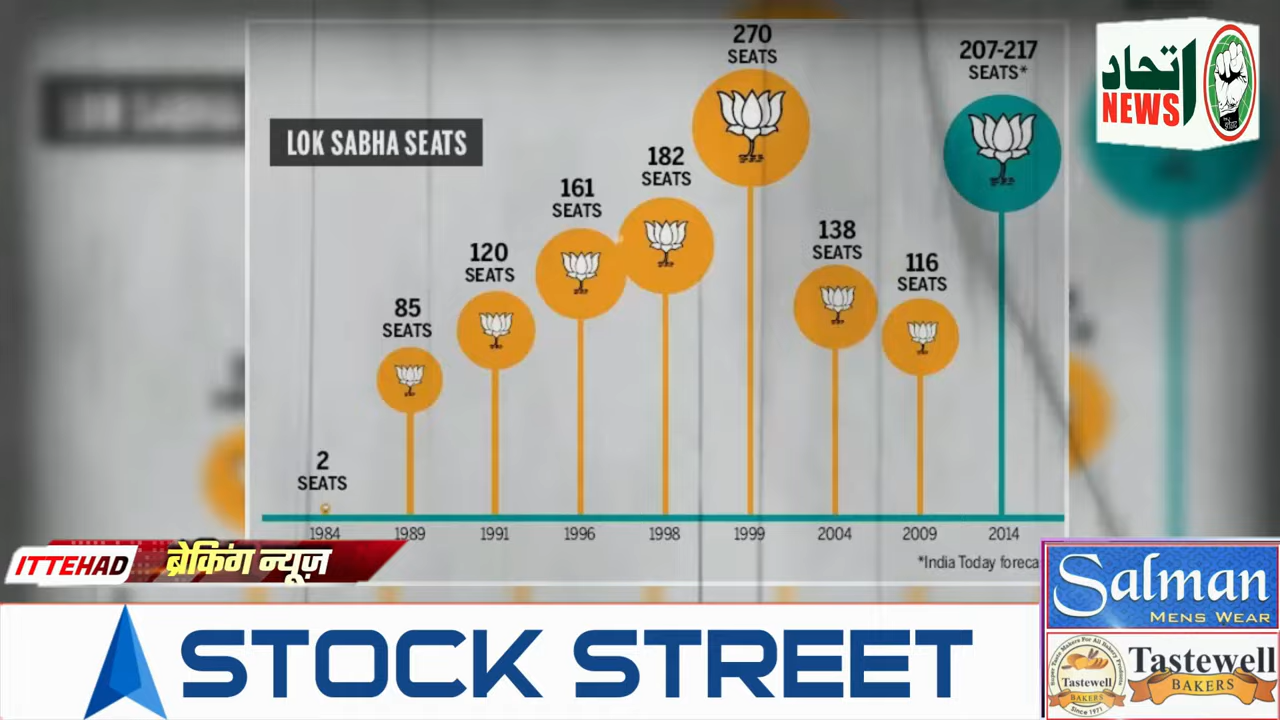 270
SEATS
207-217
SEATS*
اتحاد
NEWS
LOK SABHA SEATS
182
SEATS
161
SEATS
138
SEATS
120
SEATS
116
SEATS
85
SEATS
2
SEATS
1984
1989
1991
1996
1998
1999
2004
2009
2014
*India Today foreca
ITTEHAD
ब्रेकिंग न्यूज़
Salman
MENS WEAR
STOCK STREET
Tastewell
BAKERS
Since 1971
Tastewell
BAKERS